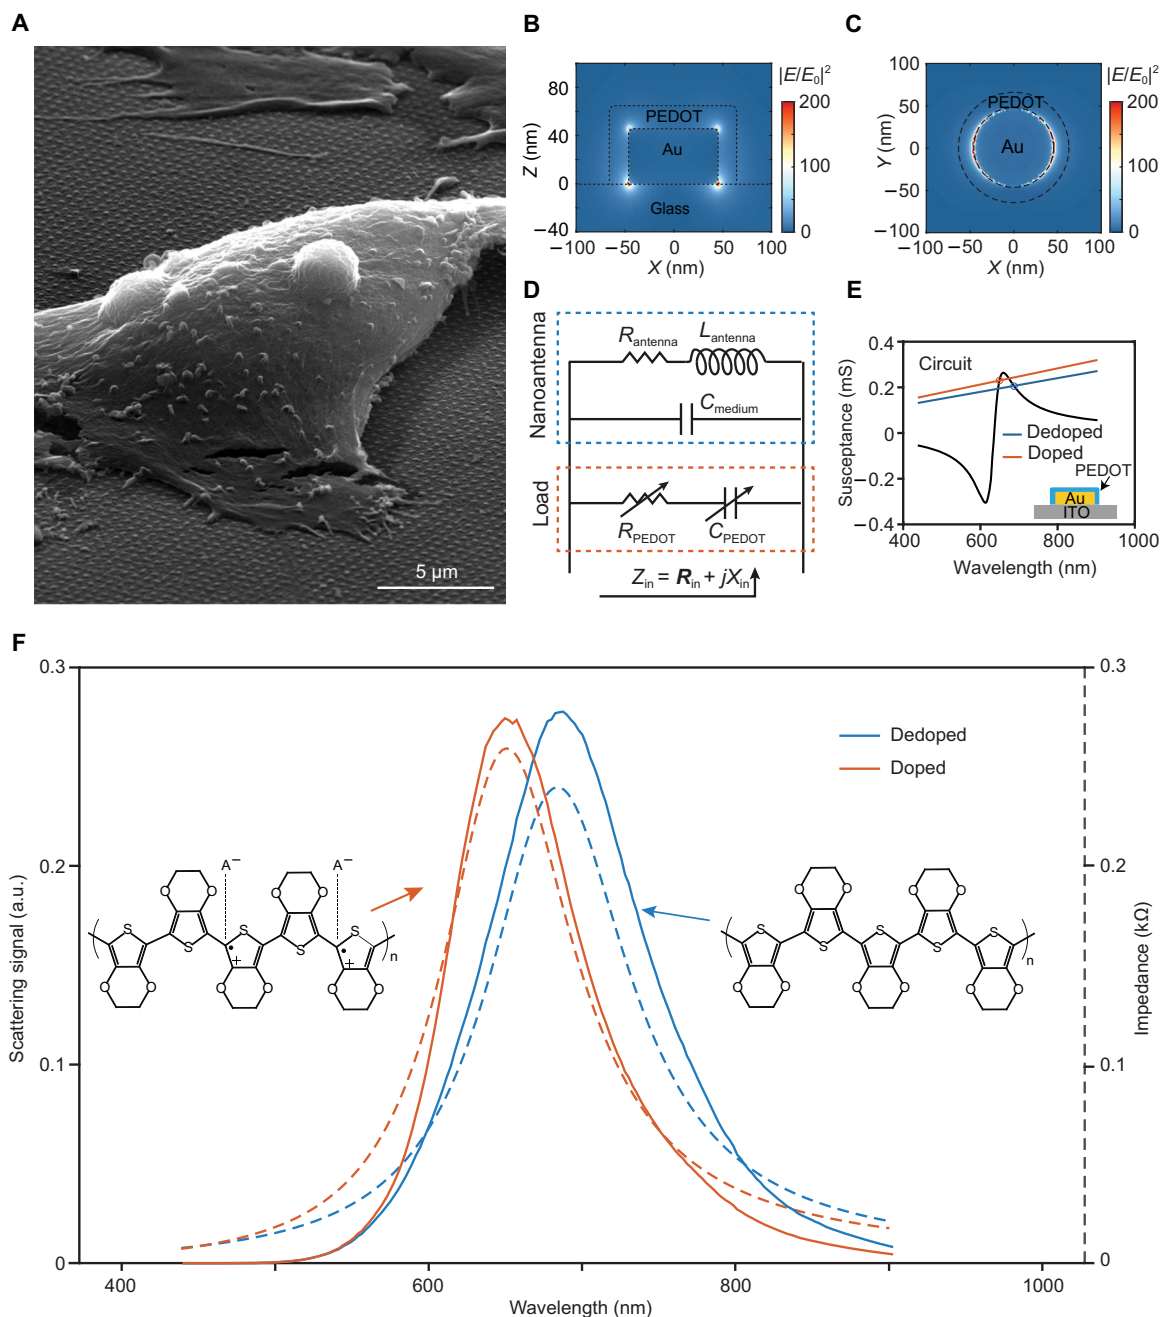 A
5 µm
B
|E/E0|²
80
40
0
−40
Z (nm)
PEDOT
Au
Glass
−100
−50
0
50
100
X (nm)
200
100
0
C
|E/E0|²
100
50
0
−50
−100
Y (nm)
PEDOT
Au
−100
−50
0
50
100
X (nm)
200
100
0
D
Nanoantenna
Rantenna
Lantenna
Cmedium
Load
RPEDOT
CPEDOT
Zin = Rin + jXin
E
Susceptance (mS)
0.4
0.2
0
−0.2
−0.4
Circuit
Dedoped
Doped
PEDOT
Au
ITO
400
600
800
1000
Wavelength (nm)
F
0.3
0.2
0.1
0
Scattering signal (a.u.)
Dedoped
Doped
A−
A−
O
O
O
O
S
S
S
S
S
+
+
O
O
O
O
O
O
n
O
O
O
O
S
S
S
S
S
O
O
O
O
O
O
n
0.3
0.2
0.1
0
Impedance (kΩ)
400
600
800
1000
Wavelength (nm)